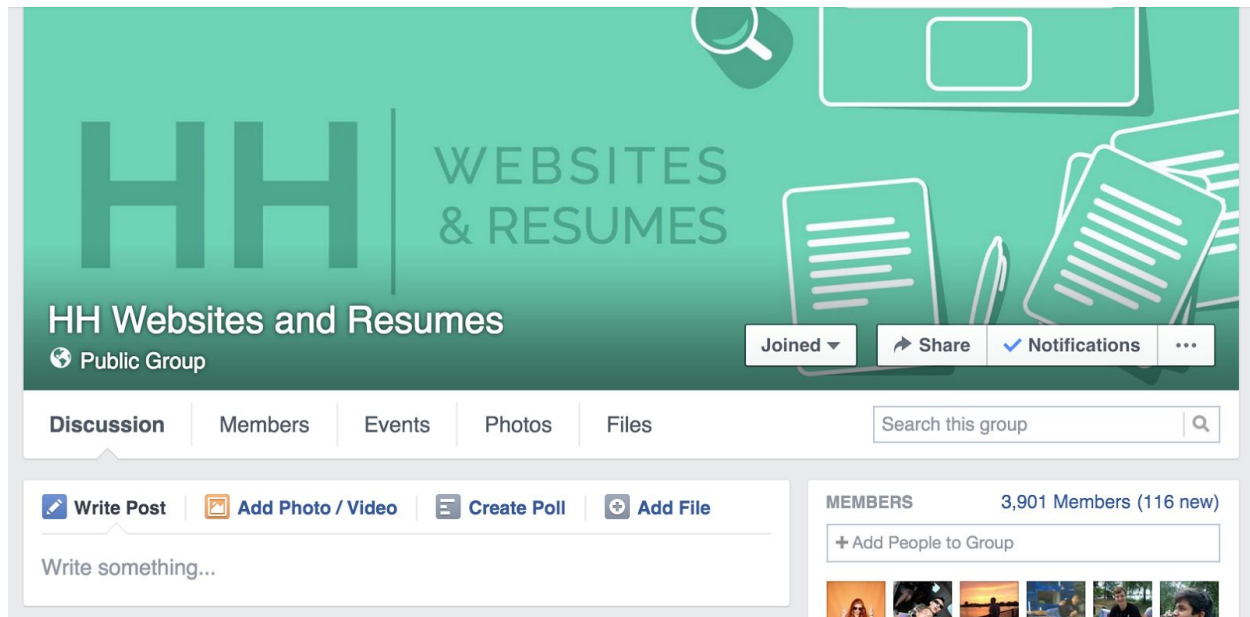 HH
WEBSITES
& RESUMES
HH Websites and Resumes
Public Group
Joined
Share
Notifications
Discussion
Members
Events
Photos
Files
Search this group
Write Post
Add Photo / Video
Create Poll
Add File
Write something...
MEMBERS
3,901 Members (116 new)
+ Add People to Group